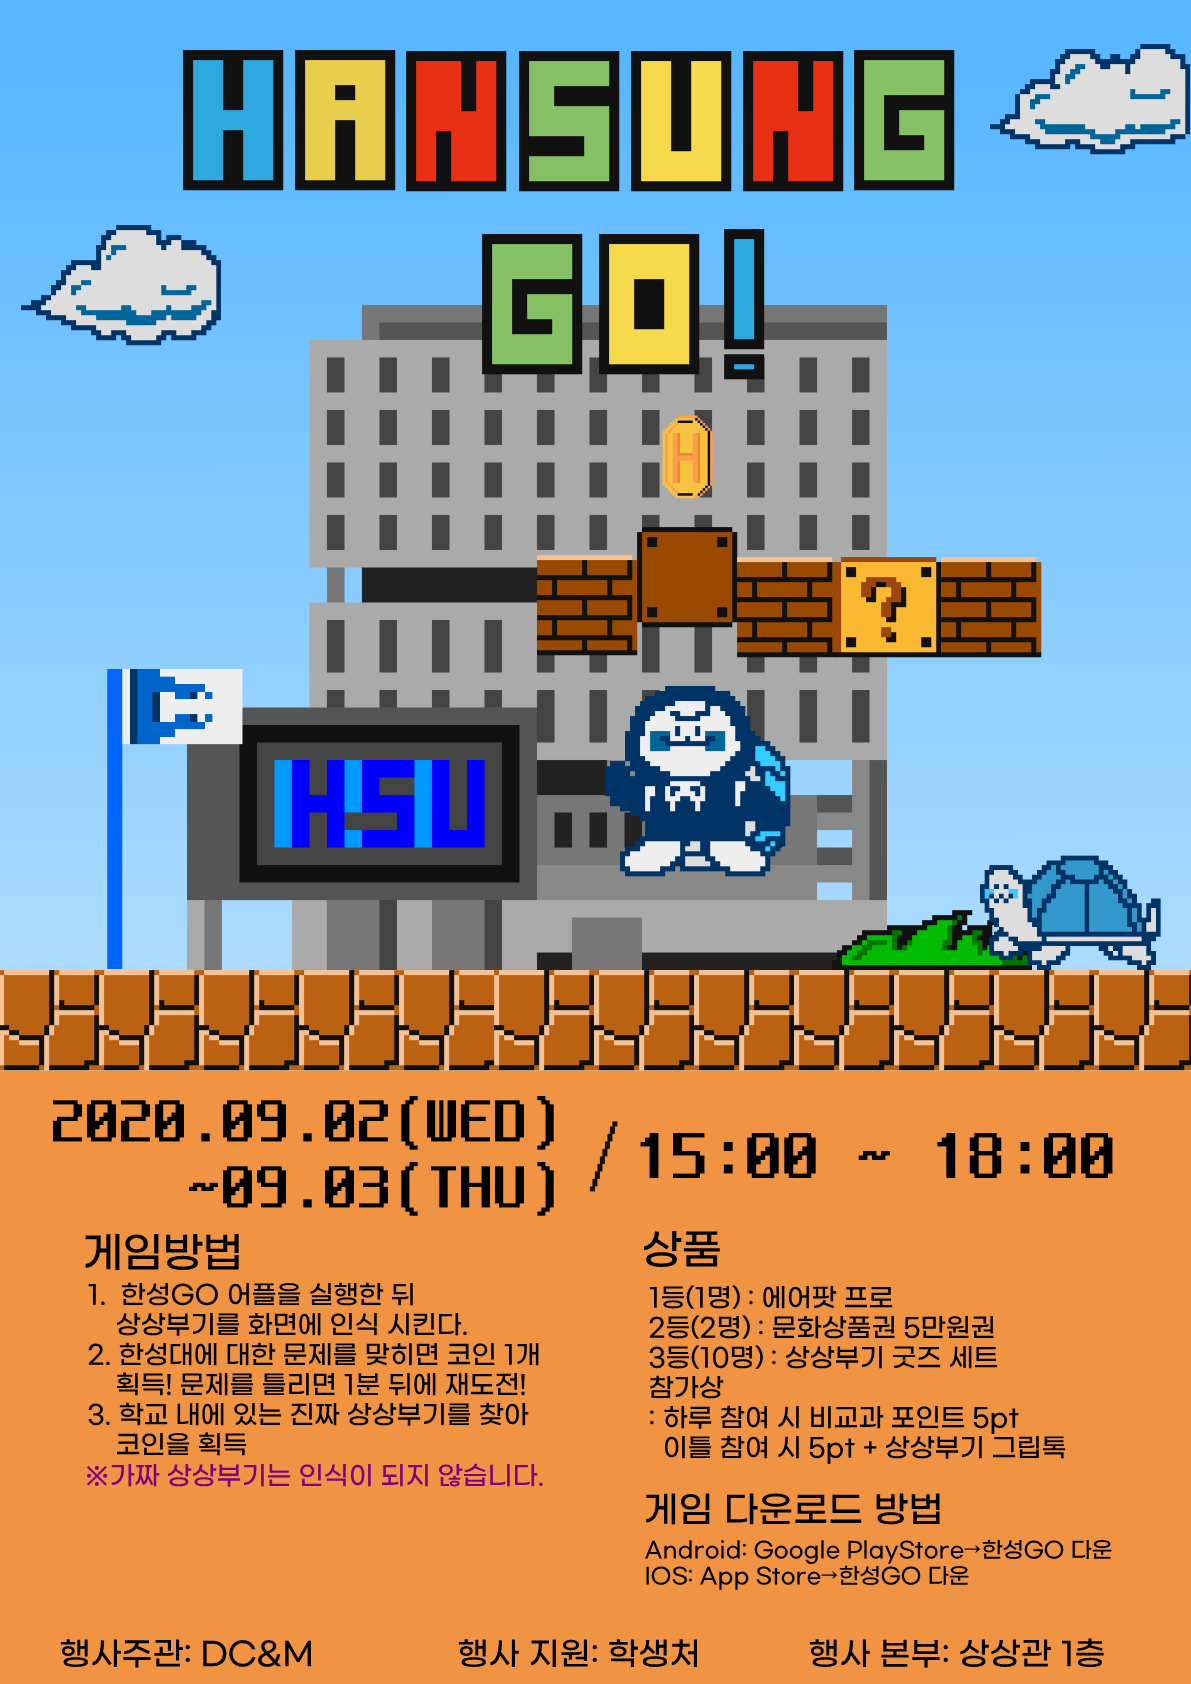 HANSUNG
GO!
H
?
HSU
2020.09.02(WED)
~09.03(THU)
/ 15:00 ~ 18:00
게임방법
1. 한성GO 어플을 실행한 뒤
상상부기를 화면에 인식 시킨다.
2. 한성대에 대한 문제를 맞히면 코인 1개
획득! 문제를 틀리면 1분 뒤에 재도전!
3. 학교 내에 있는 진짜 상상부기를 찾아
코인을 획득
※가짜 상상부기는 인식이 되지 않습니다.
상품
1등(1명) : 에어팟 프로
2등(2명) : 문화상품권 5만원권
3등(10명) : 상상부기 굿즈 세트
참가상
: 하루 참여 시 비교과 포인트 5pt
이틀 참여 시 5pt + 상상부기 그립톡
게임 다운로드 방법
Android: Google PlayStore→한성GO 다운
IOS: App Store→한성GO 다운
행사주관: DC&M
행사 지원: 학생처
행사 본부: 상상관 1층